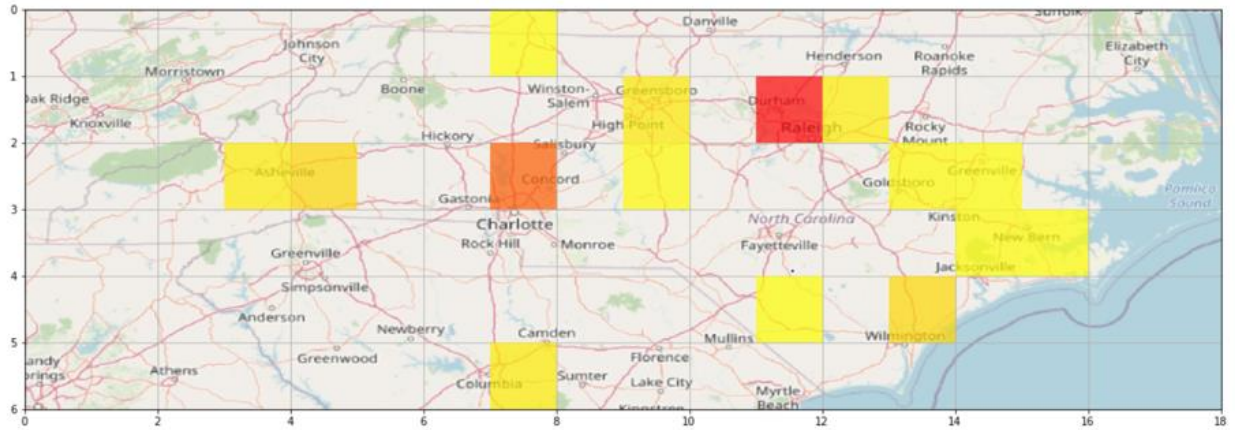 0
Danville
Suffolk
Johnson
City
Henderson
Roanoke
Rapids
Elizabeth
City
Morristown
1
Boone
Winston-
Salem
Greensboro
Oak Ridge
Durham
Knoxville
High Point
Raleigh
Rocky
Mount
Hickory
2
Salisbury
Asheville
Concord
Goldsboro
Greenville
Pamlico
Sound
Gastonia
3
Charlotte
North Carolina
Kinston
Rock Hill
Monroe
Fayetteville
New Bern
Greenville
Jacksonville
4
Simpsonville
Anderson
Newberry
Camden
Mullins
Wilmington
5
Greenwood
Florence
andy
prings
Athens
Columbia
Sumter
Lake City
Myrtle
Beach
6
0 2 4 6 8 10 12 14 16 18